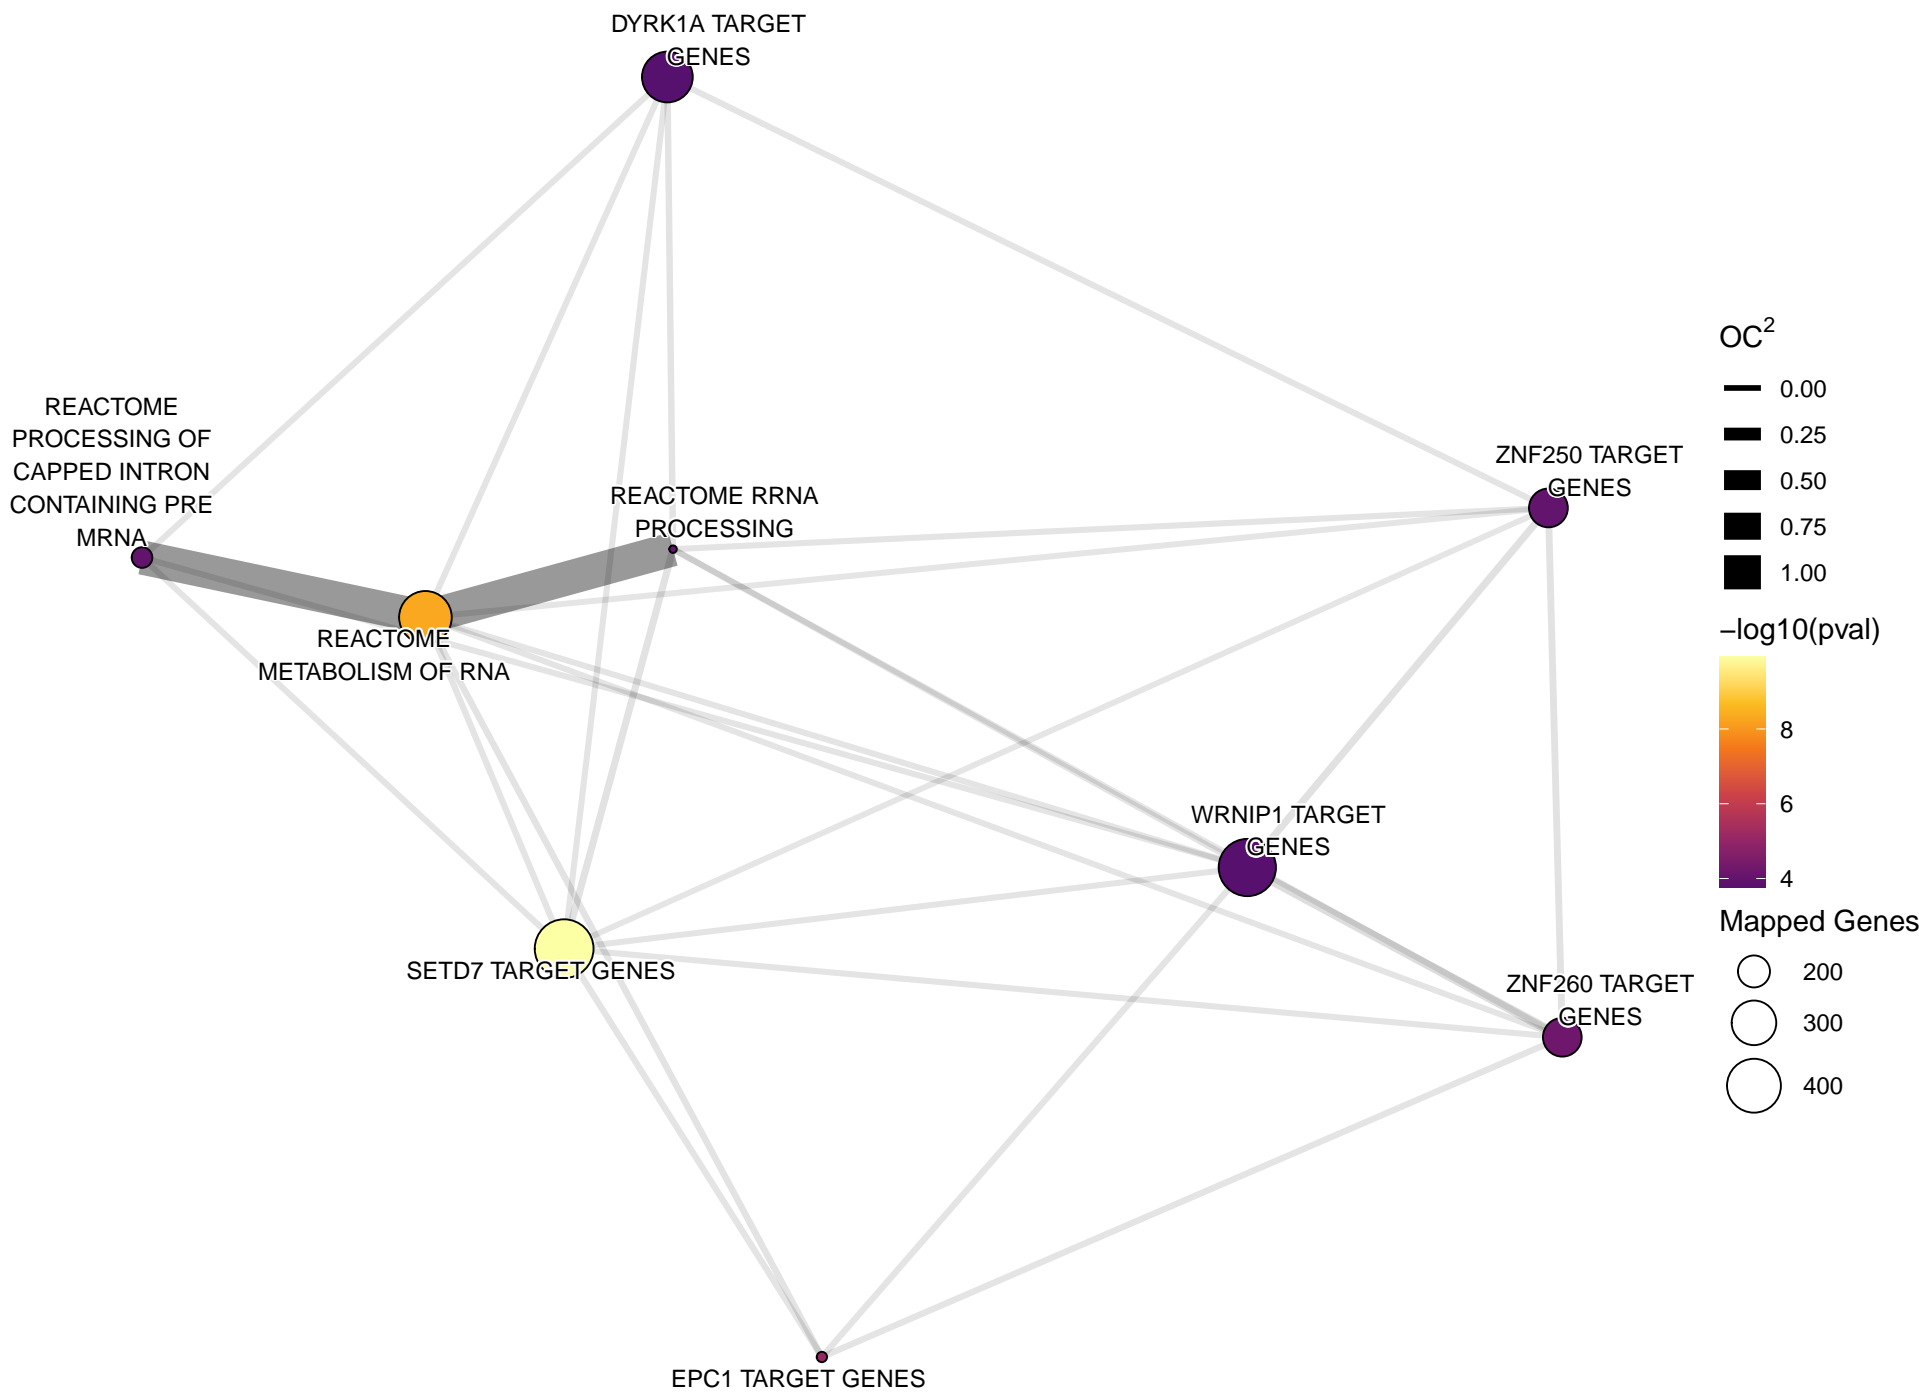 DYRK1A TARGET
GENES
REACTOME
PROCESSING OF
CAPPED INTRON
CONTAINING PRE
MRNA
REACTOME RRNA
PROCESSING
ZNF250 TARGET
GENES
REACTOME
METABOLISM OF RNA
WRNIP1 TARGET
GENES
SETD7 TARGET GENES
ZNF260 TARGET
GENES
EPC1 TARGET GENES
OC²
0.00
0.25
0.50
0.75
1.00
−log10(pval)
8
6
4
Mapped Genes
200
300
400